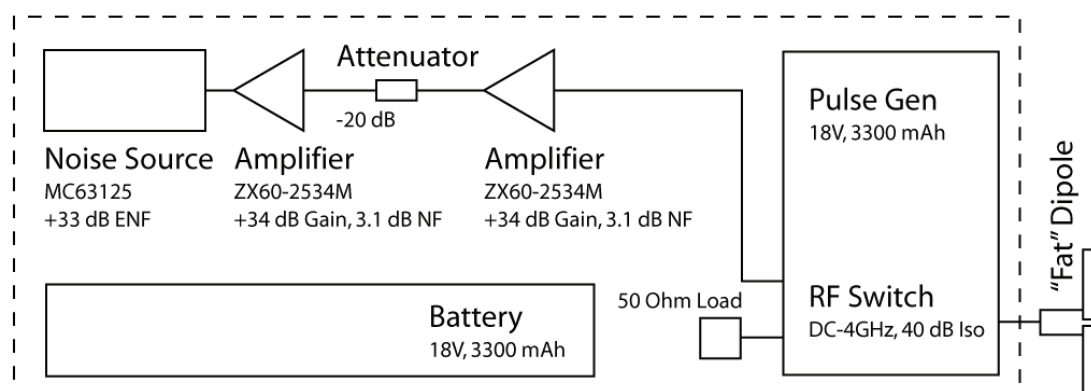 Attenuator
-20 dB
Noise Source
MC63125
+33 dB ENF
Amplifier
ZX60-2534M
+34 dB Gain, 3.1 dB NF
Amplifier
ZX60-2534M
+34 dB Gain, 3.1 dB NF
Pulse Gen
18V, 3300 mAh
"Fat" Dipole
50 Ohm Load
RF Switch
DC-4GHz, 40 dB Iso
Battery
18V, 3300 mAh